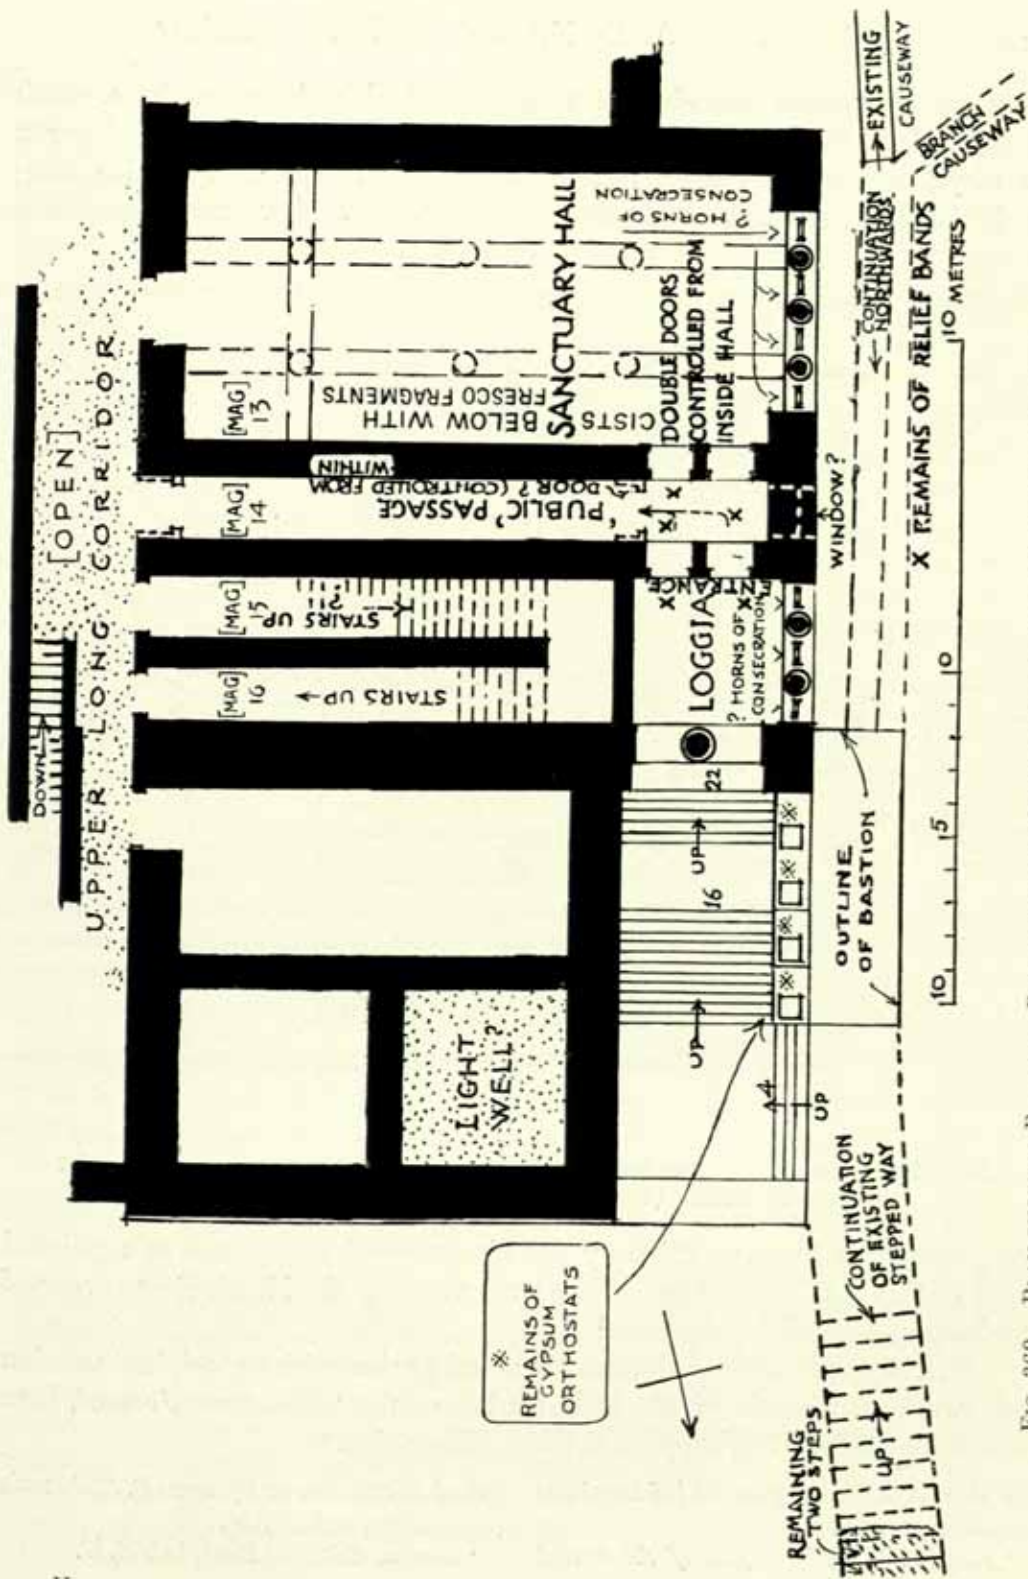 [OPEN]
UPPER LONG CORRIDOR
DOWN
[MAG]
13
[MAG]
14
[MAG]
15
[MAG]
16
STAIRS UP
?
STAIRS UP
CISTS
BELOW WITH
FRESCO FRAGMENTS
SANCTUARY HALL
? HORNS OF
CONSECRATION
DOUBLE DOORS
CONTROLLED FROM
INSIDE HALL
'PUBLIC' PASSAGE
DOOR? (CONTROLLED FROM
WITHIN
X
X
X
X
ENTRANCE
LOGGIA
? HORNS OF
CONSECRATION
WINDOW?
LIGHT
WELL?
22
UP
16
UP
4
UP
※
※
※
※
OUTLINE
OF BASTION
EXISTING
CAUSEWAY
BRANCH
CAUSEWAY
CONTINUATION
NORTHWARDS
X REMAINS OF RELIEF BANDS
10 5 10 10 METRES
※
REMAINS OF
GYPSUM
ORTHOSTATS
CONTINUATION
OF EXISTING
STEPPED WAY
UP
REMAINING
TWO STEPS